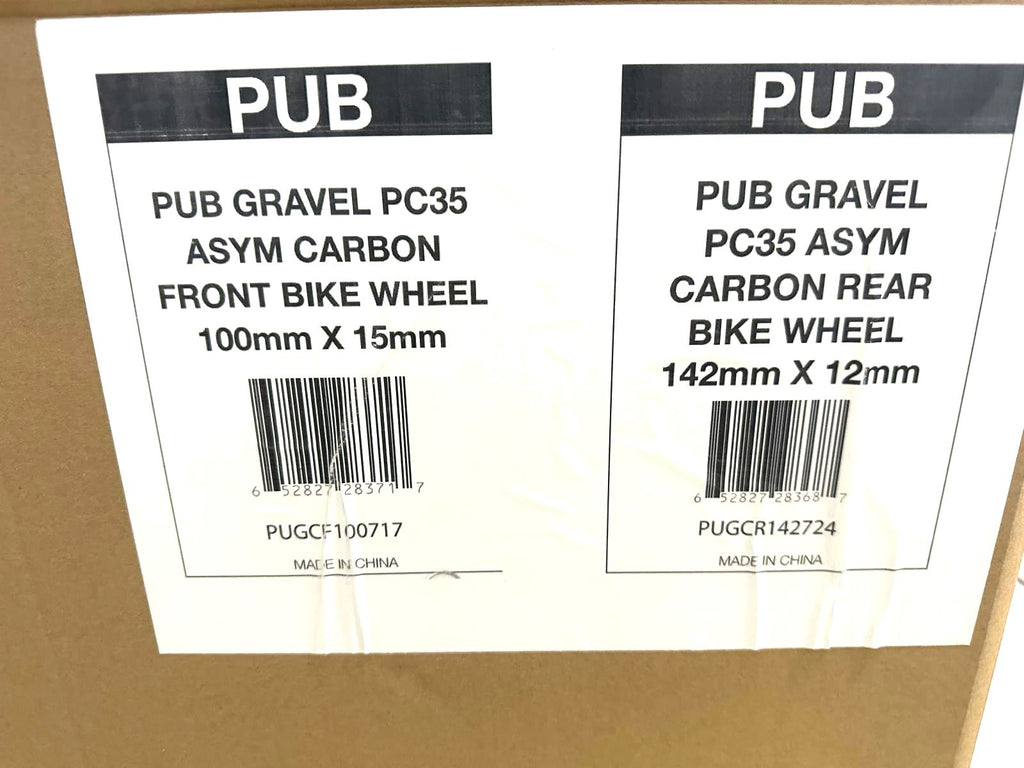 PUB
PUB GRAVEL PC35
ASYM CARBON
FRONT BIKE WHEEL
100mm X 15mm
6 52827 28371 7
PUGCF100717
MADE IN CHINA
PUB
PUB GRAVEL
PC35 ASYM
CARBON REAR
BIKE WHEEL
142mm X 12mm
6 52827 28368 7
PUGCR142724
MADE IN CHINA